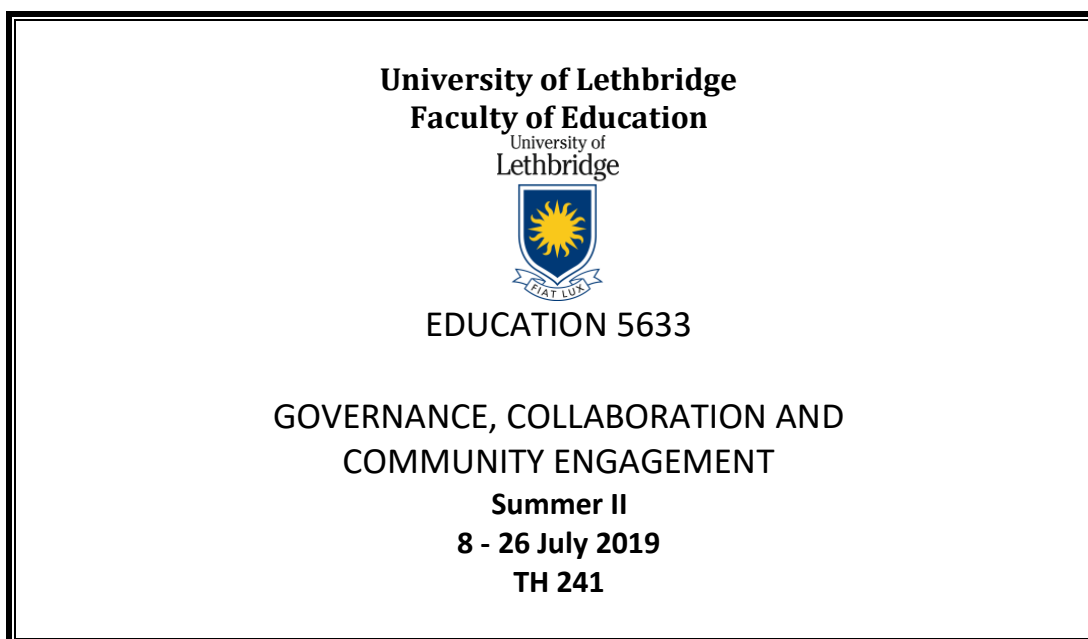 University of Lethbridge
Faculty of Education
University of
Lethbridge
FIAT LUX
EDUCATION 5633
GOVERNANCE, COLLABORATION AND
COMMUNITY ENGAGEMENT
Summer II
8 - 26 July 2019
TH 241